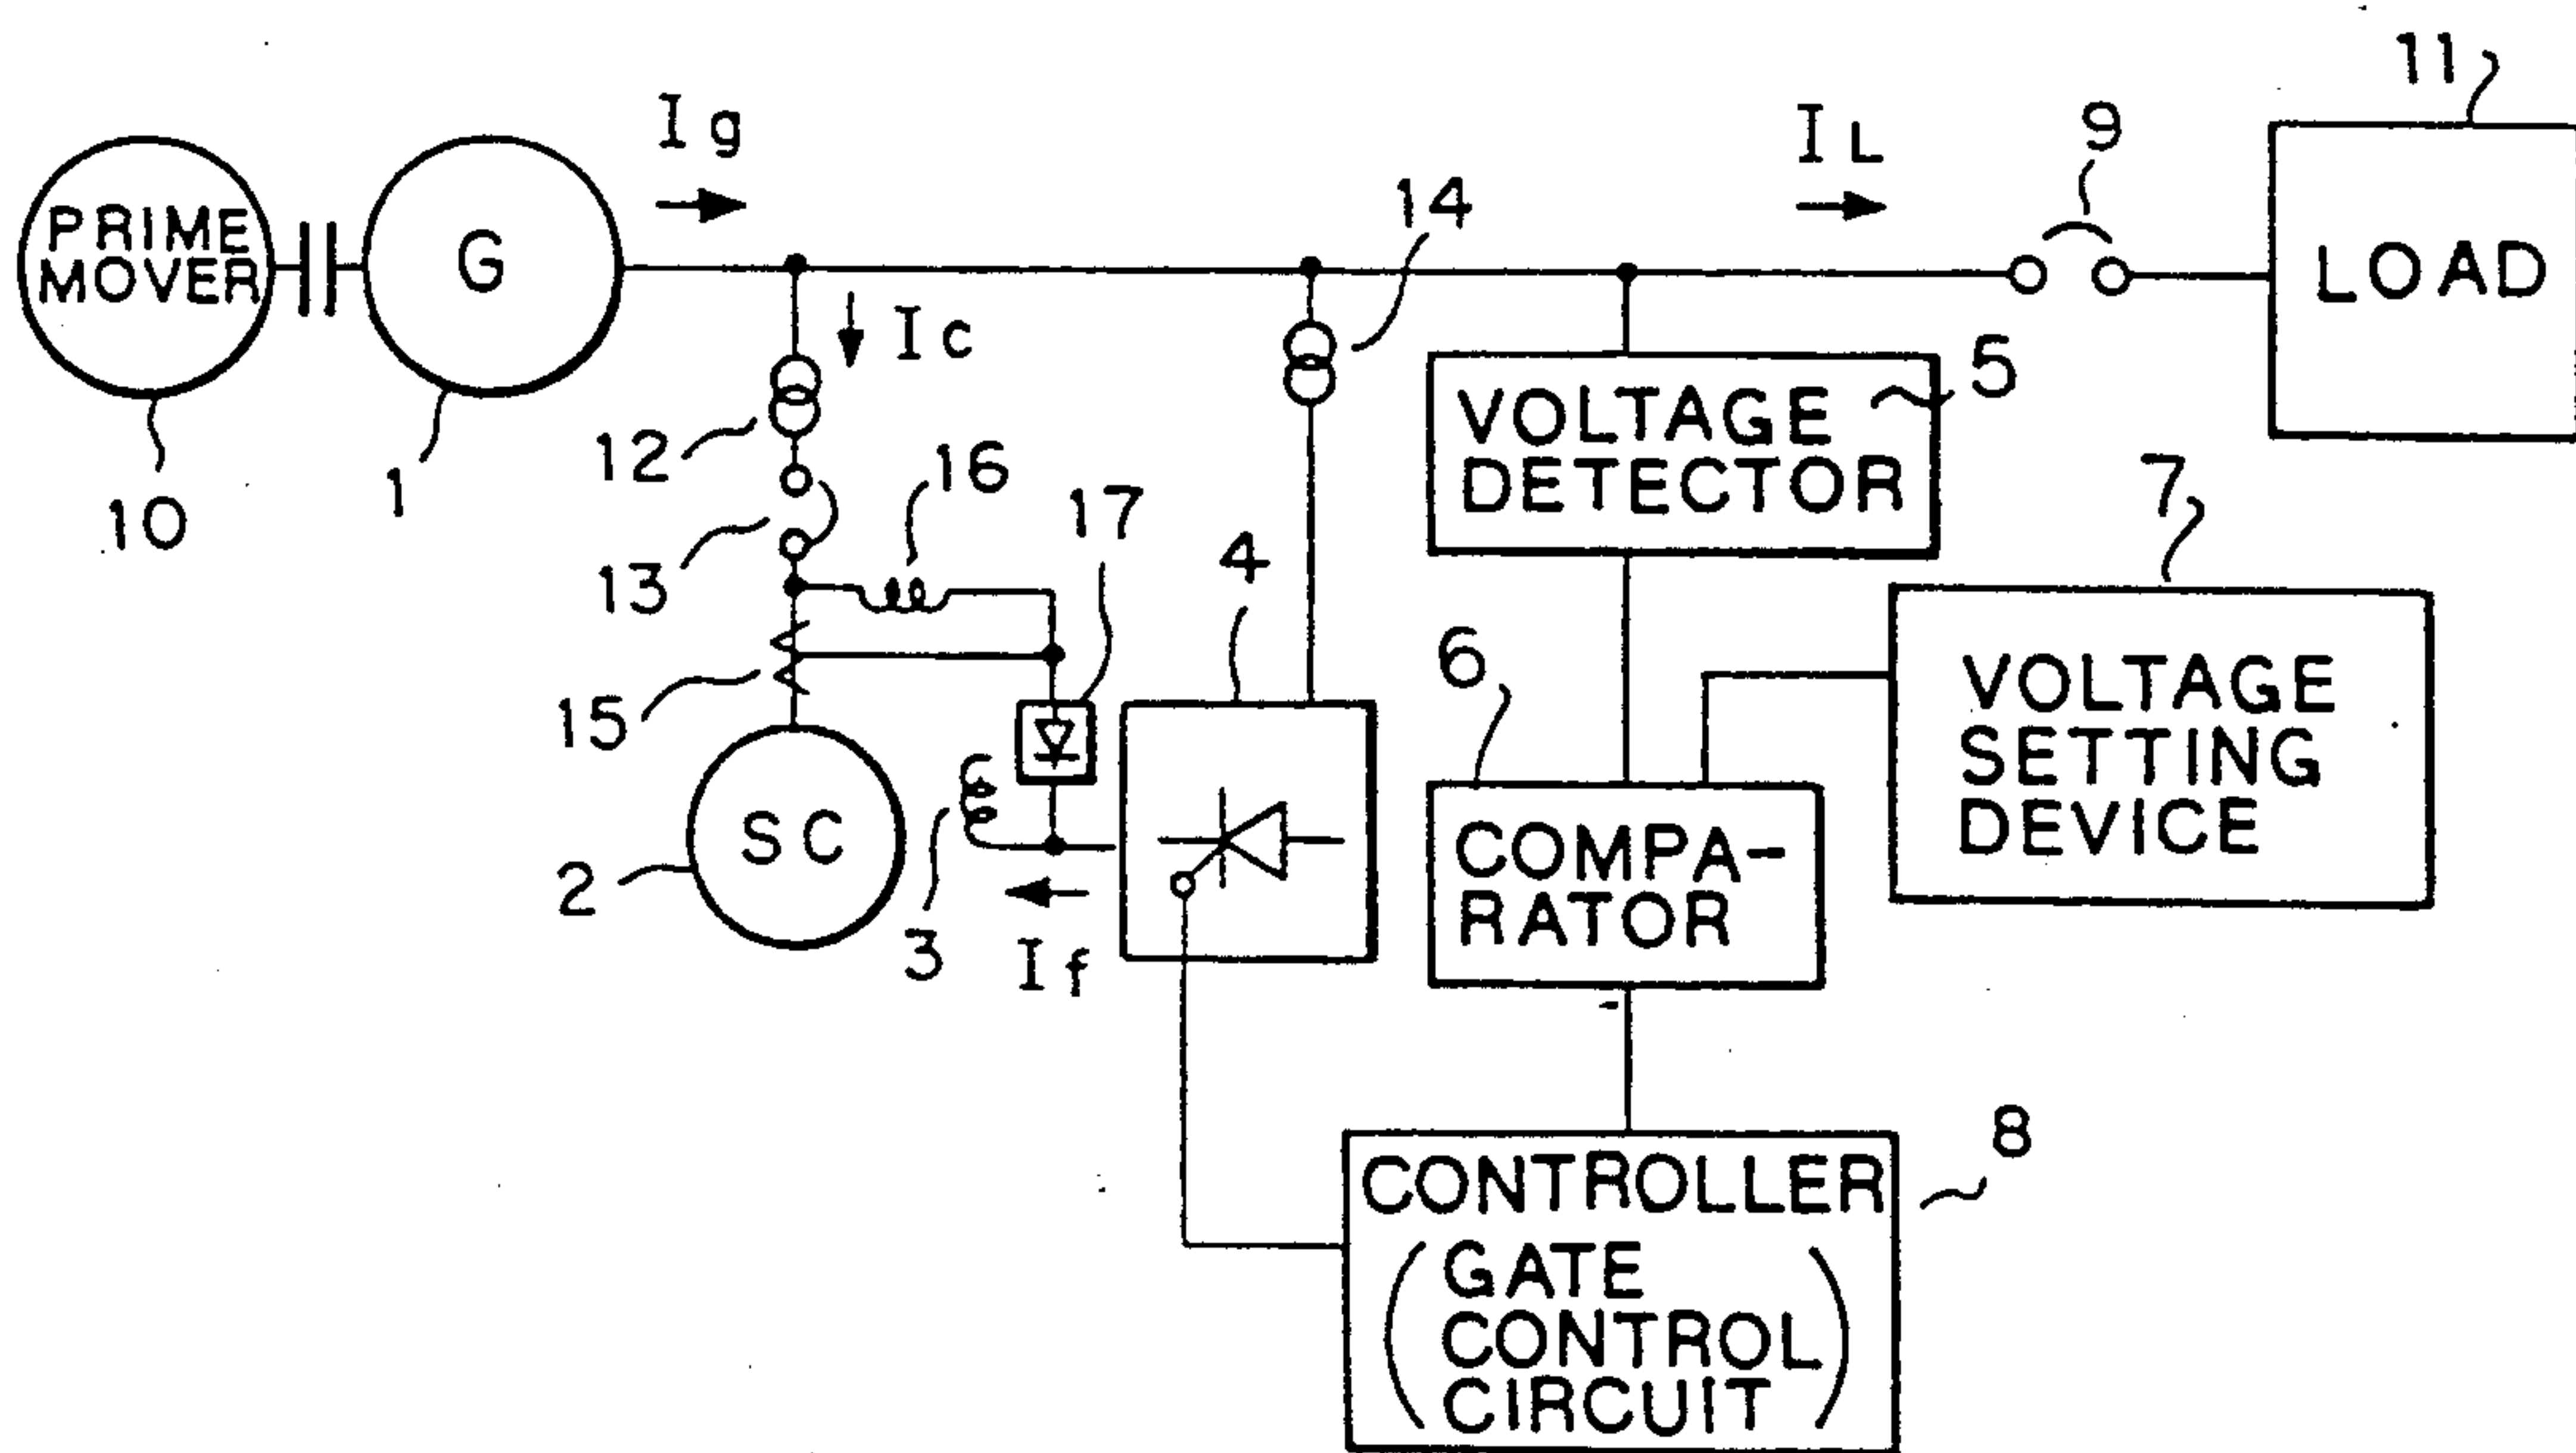 11
Ig
IL
9
14
PRIME
MOVER
G
LOAD
Ic
5
VOLTAGE
DETECTOR
12
16
17
1
10
7
13
4
6
VOLTAGE
SETTING
DEVICE
15
SC
COMPA-
RATOR
2
3
If
8
CONTROLLER
(GATE
CONTROL
CIRCUIT)